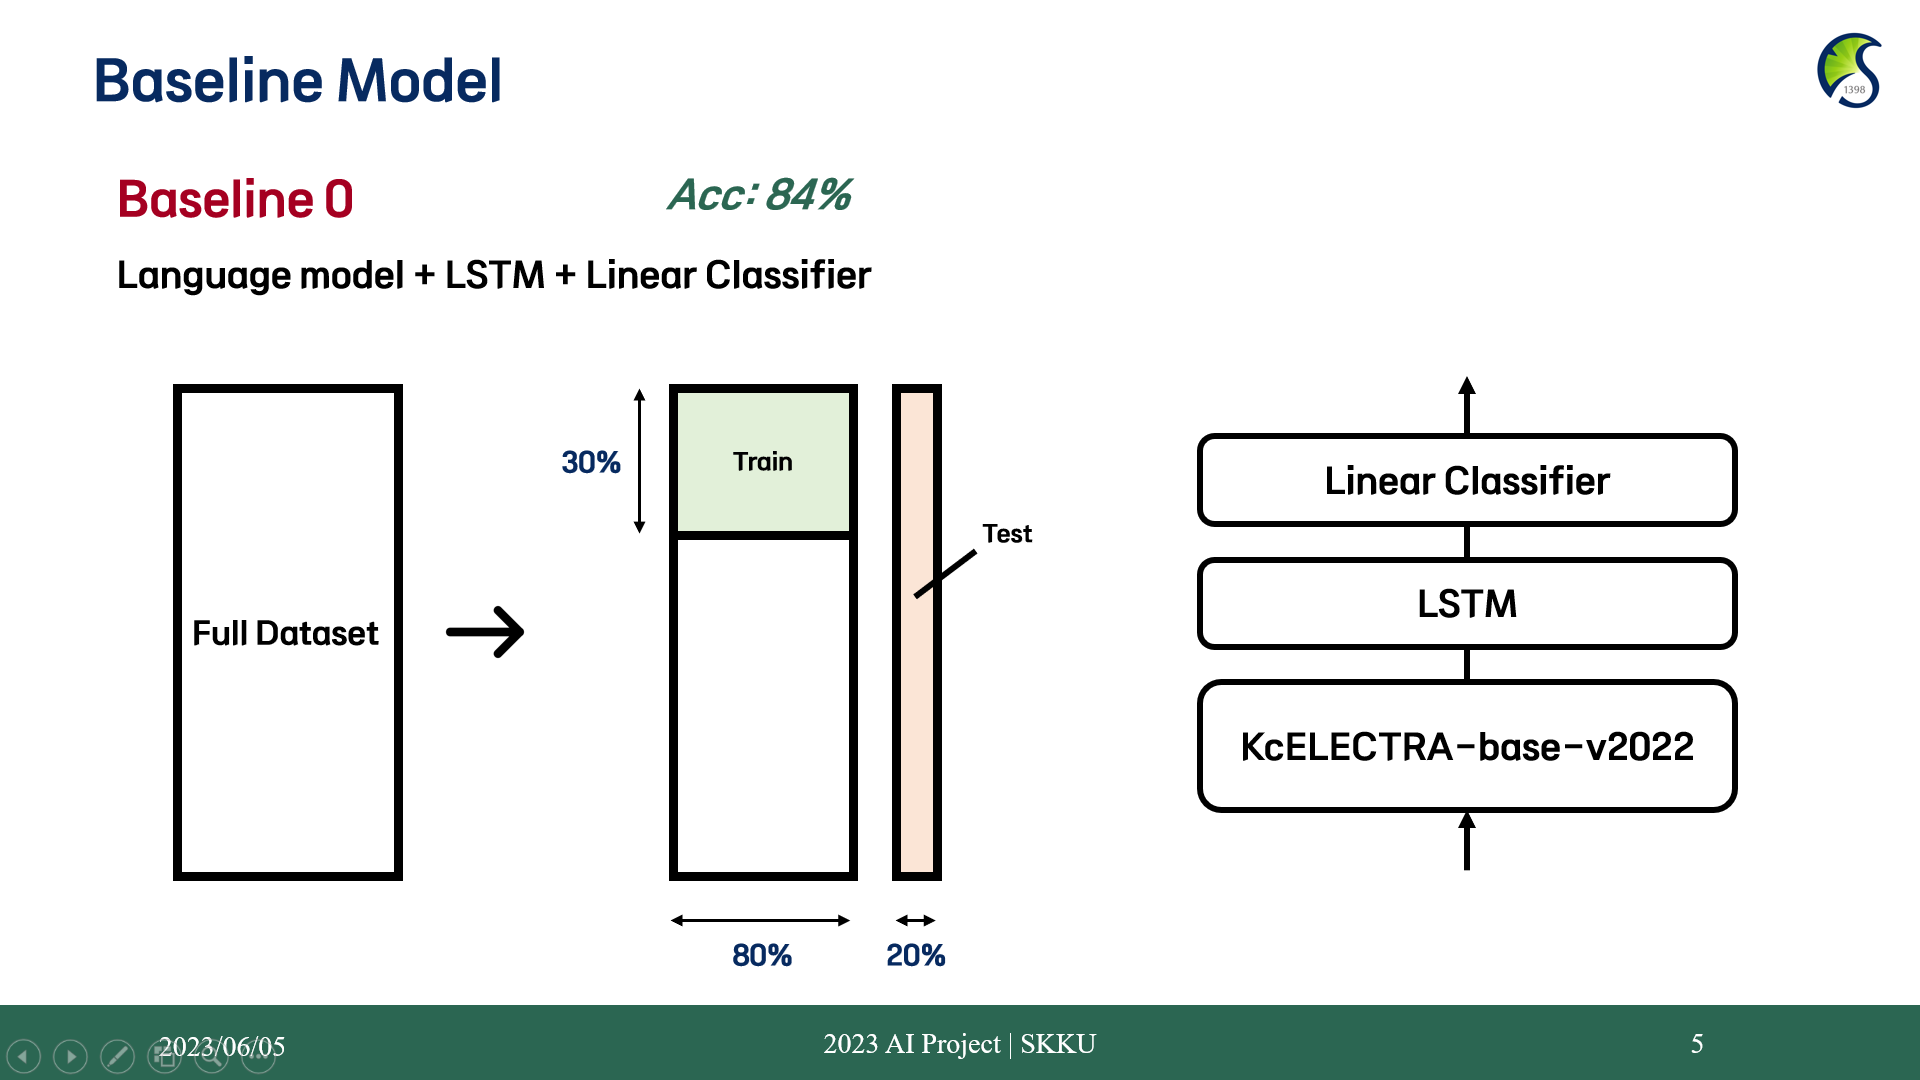 Baseline Model
1398
Baseline 0
Acc: 84%
Language model + LSTM + Linear Classifier
Full Dataset
30%
Train
Test
80%
20%
Linear Classifier
LSTM
KcELECTRA-base-v2022
2023/06/05
2023 AI Project | SKKU
5